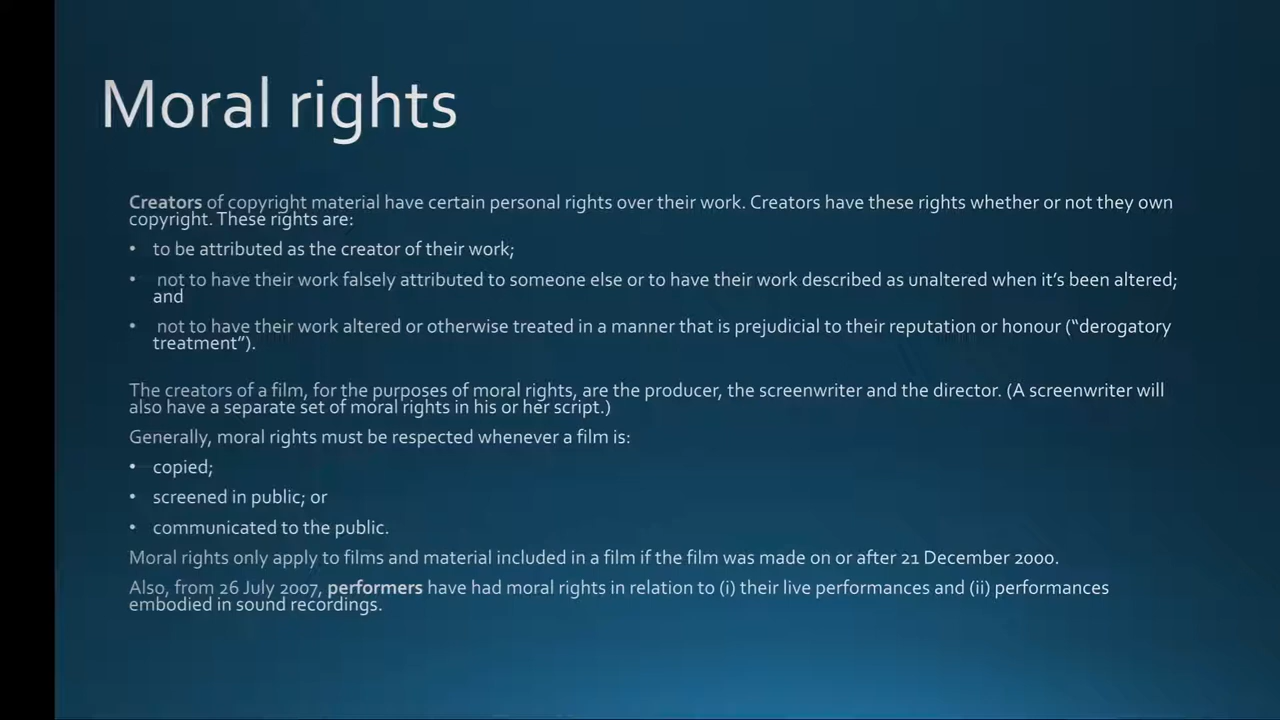 Moral rights
Creators of copyright material have certain personal rights over their work. Creators have these rights whether or not they own
copyright. These rights are:
• to be attributed as the creator of their work;
• not to have their work falsely attributed to someone else or to have their work described as unaltered when it's been altered;
and
• not to have their work altered or otherwise treated in a manner that is prejudicial to their reputation or honour (“derogatory
treatment”).
The creators of a film, for the purposes of moral rights, are the producer, the screenwriter and the director. (A screenwriter will
also have a separate set of moral rights in his or her script.)
Generally, moral rights must be respected whenever a film is:
• copied;
• screened in public; or
• communicated to the public.
Moral rights only apply to films and material included in a film if the film was made on or after 21 December 2000.
Also, from 26 July 2007, performers have had moral rights in relation to (i) their live performances and (ii) performances
embodied in sound recordings.